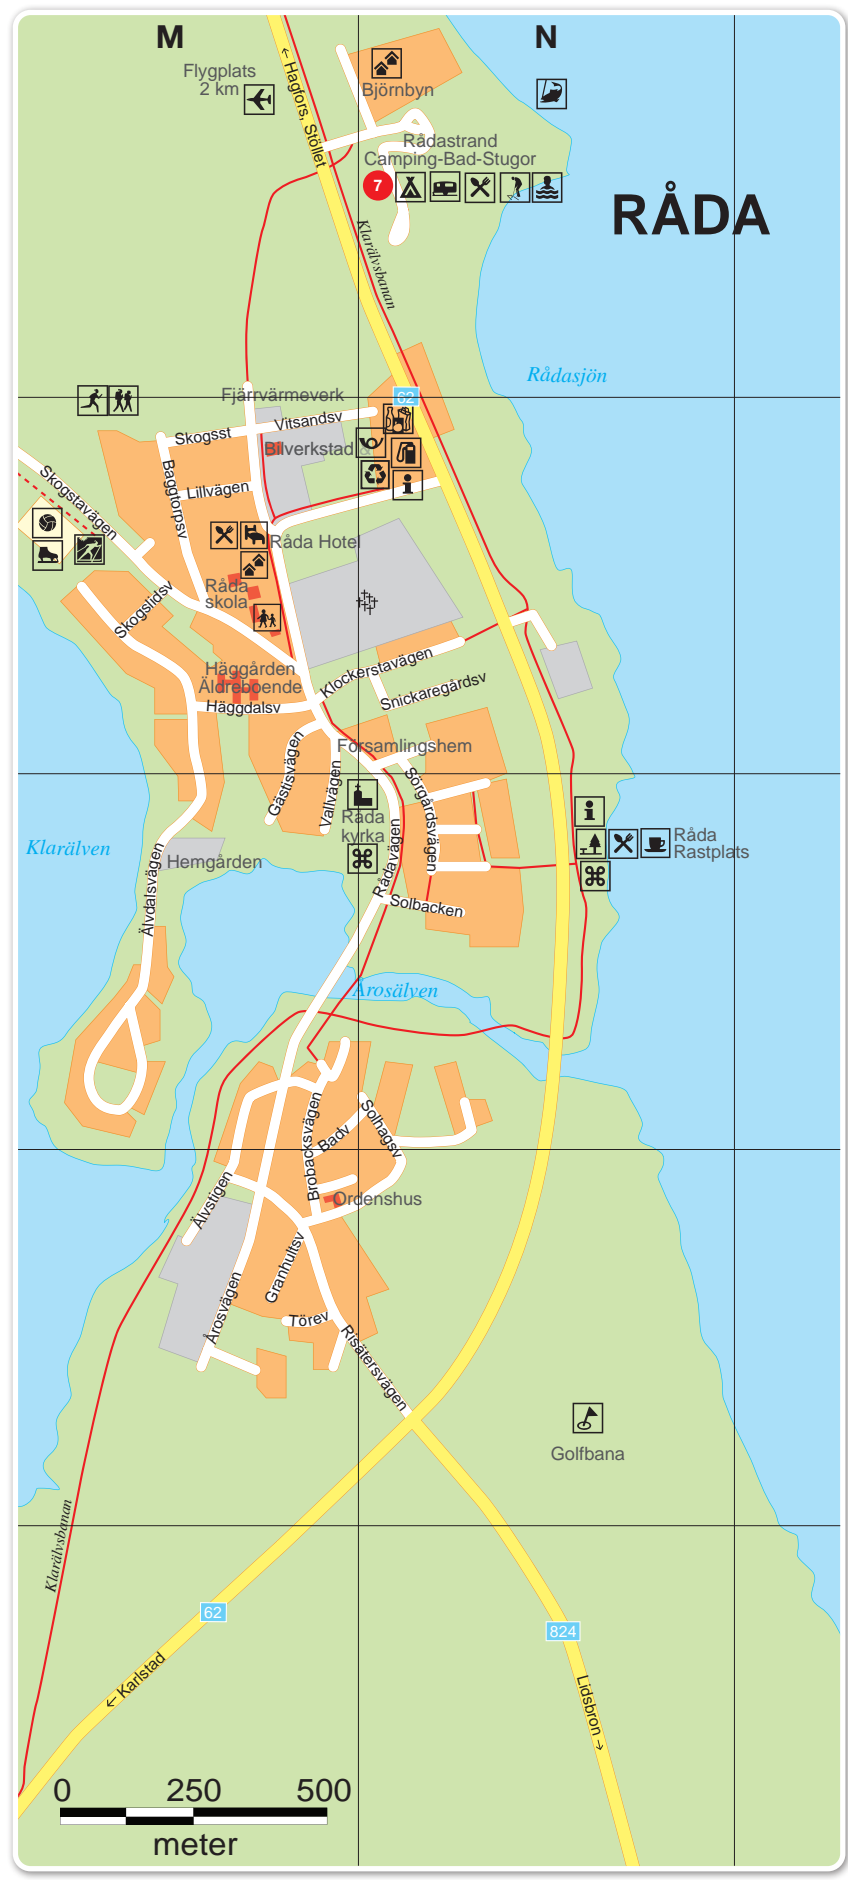 M
N
Flygplats
2 km
← Hagfors, Stöllet
Björnbyn
Rådastrand
Camping-Bad-Stugor
7
RÅDA
Klarälvsbanan
Rådasjön
Fjärrvärmeverk
62
Skogsst
Vitsandsv
Bilverkstad &
Baggtorpsv
Lillvägen
Skogstavägen
i
Råda Hotel
Råda
skola
Skogslidsv
Häggården
Äldreboende
Klockerstavägen
Snickaregårdsv
Häggdalsv
Församlingshem
Gästisvägen
Vallvägen
Sörgårdsvägen
Råda
kyrka
i
Råda
Rastplats
Klarälven
Hemgården
Rådavägen
Älvdalsvägen
Solbacken
Årosälven
Brobacksvägen
Badv
Solhagsv
Älvstigen
Ordenshus
Granhultsv
Årosvägen
Törev
Risätersvägen
Golfbana
Klarälvsbanan
62
824
← Karlstad
Lidsbron →
0 250 500
meter